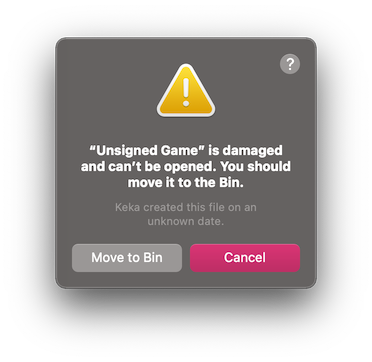 ?
“Unsigned Game” is damaged
and can’t be opened. You should
move it to the Bin.
Keka created this file on an
unknown date.
Move to Bin
Cancel